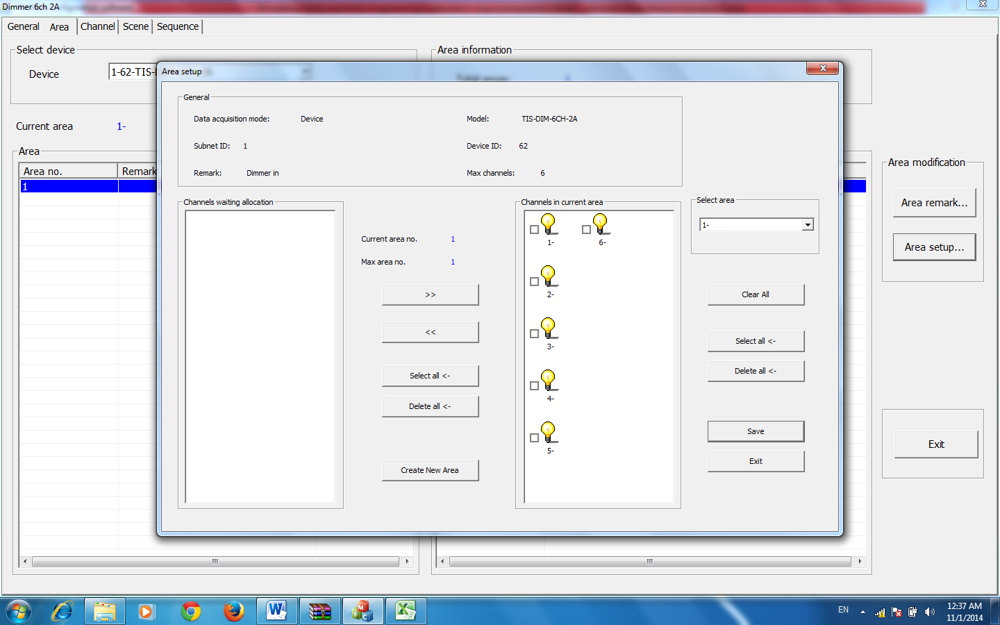 Dimmer 6ch 2A
General Area Channel Scene Sequence
Select device
Device 1-62-TIS-
Area information
Current area 1-
Area
Area no. Remark
1
Area modification
Area remark...
Area setup...
Exit
Area setup
General
Data acquisition mode: Device Model: TIS-DIM-6CH-2A
Subnet ID: 1 Device ID: 62
Remark: Dimmer in Max channels: 6
Channels waiting allocation
Current area no. 1
Max area no. 1
>>
<<
Select all <-
Delete all <-
Create New Area
Channels in current area
1- 6-
2-
3-
4-
5-
Select area
1-
Clear All
Select all <-
Delete all <-
Save
Exit
EN 12:37 AM
11/1/2014